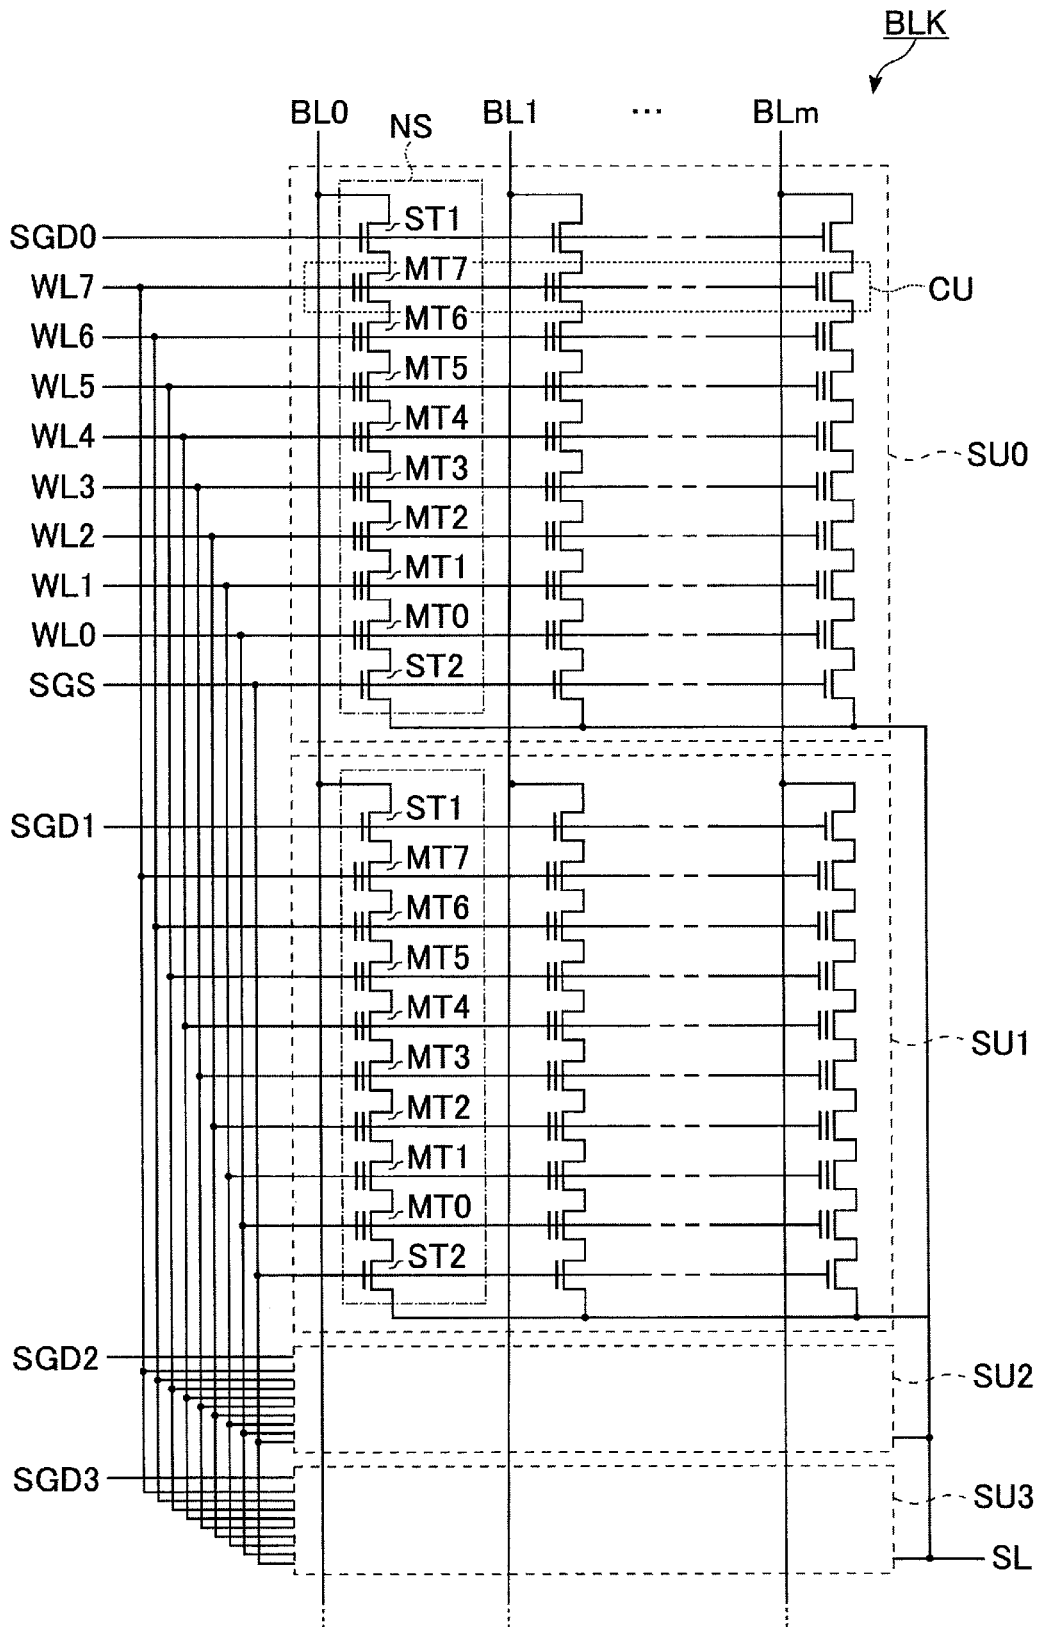 BLK
BL0 NS BL1 ... BLm
SGD0 ST1
WL7 MT7 CU
WL6 MT6
WL5 MT5
WL4 MT4
WL3 MT3 SU0
WL2 MT2
WL1 MT1
WL0 MT0
SGS ST2
SGD1 ST1
MT7
MT6
MT5
MT4
MT3 SU1
MT2
MT1
MT0
ST2
SGD2 SU2
SGD3 SU3
SL